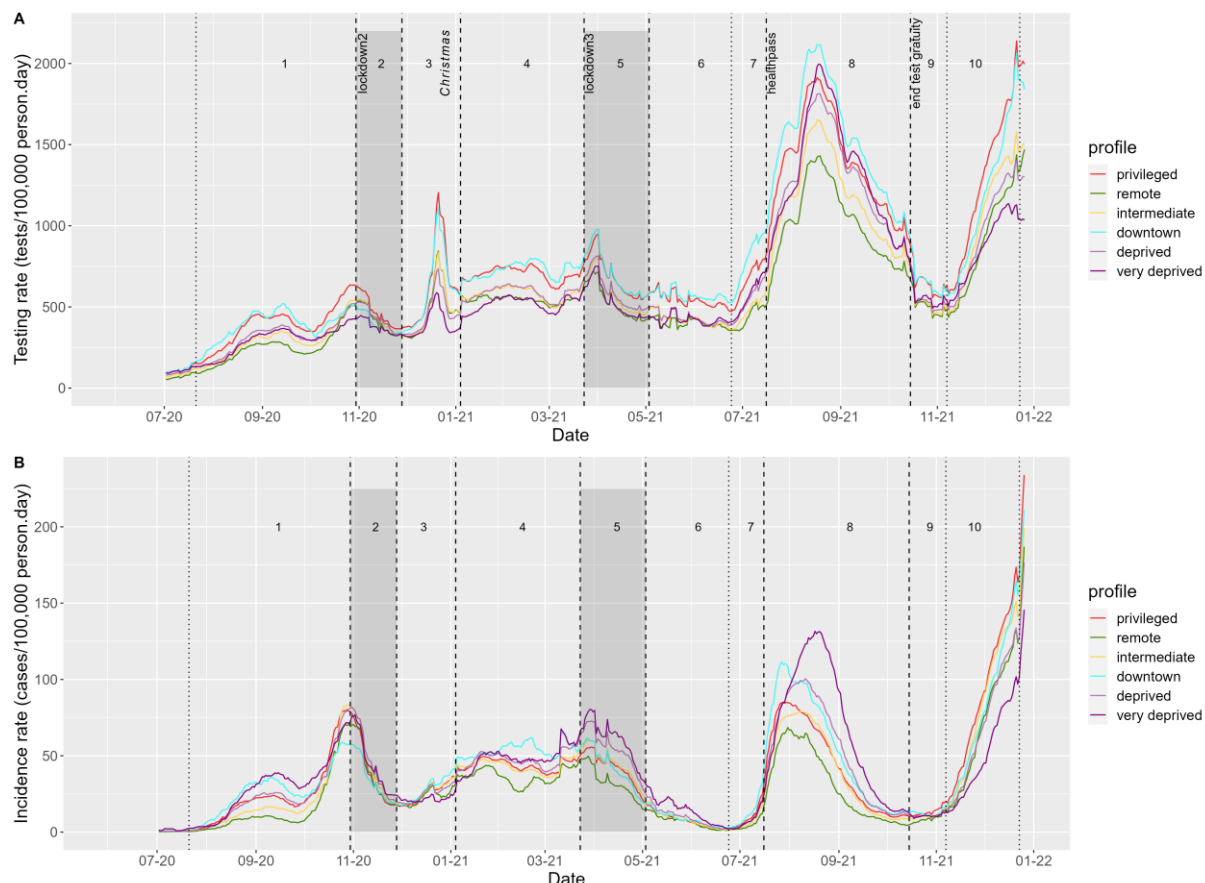 A
Testing rate (tests/100,000 person.day)
2000
1500
1000
500
0
1
lockdown2
2
3
Christmas
4
lockdown3
5
6
7
healthpass
8
end test gratuity
9
10
07-20
09-20
11-20
01-21
03-21
05-21
07-21
09-21
11-21
01-22
Date
profile
privileged
remote
intermediate
downtown
deprived
very deprived
B
Incidence rate (cases/100,000 person.day)
200
150
100
50
0
1
2
3
4
5
6
7
8
9
10
07-20
09-20
11-20
01-21
03-21
05-21
07-21
09-21
11-21
01-22
Date
profile
privileged
remote
intermediate
downtown
deprived
very deprived